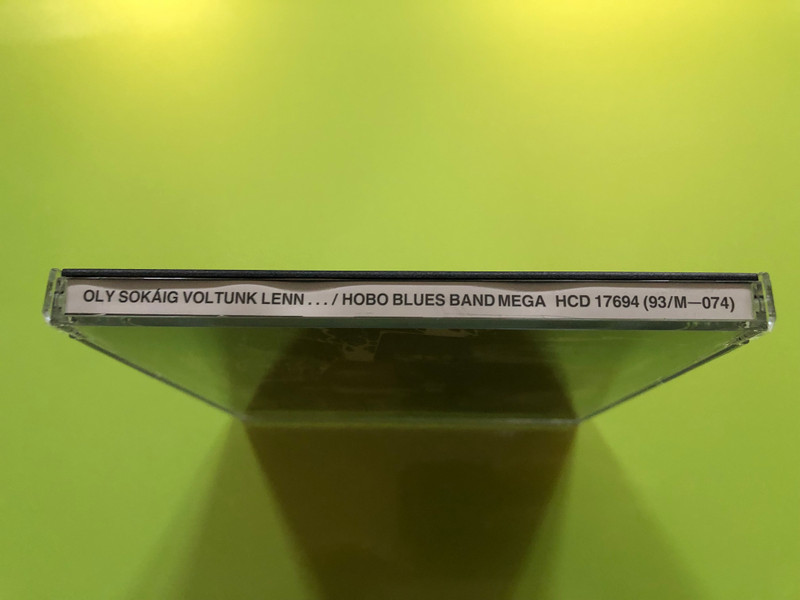 OLY SOKÁIG VOLTUNK LENN . . . / HOBO BLUES BAND MEGA HCD 17694 (93/M—074)